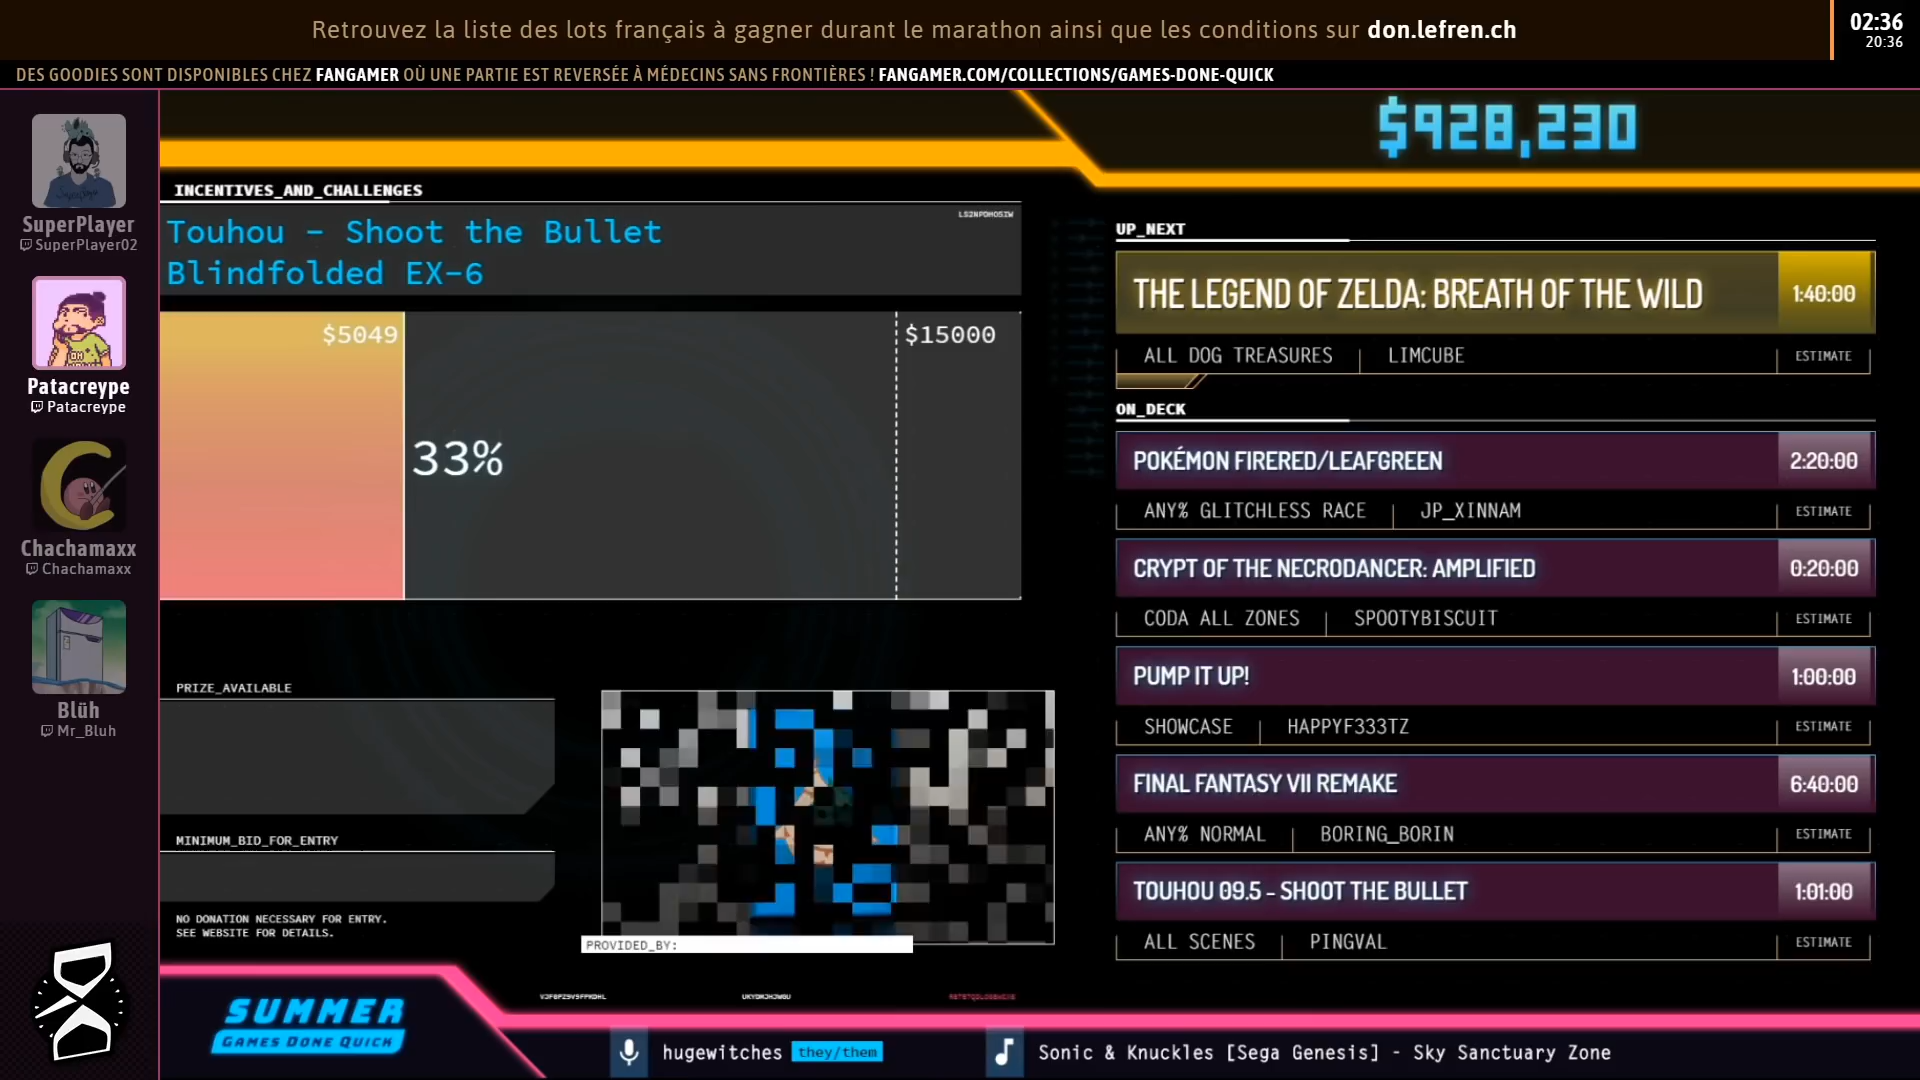 Retrouvez la liste des lots français à gagner durant le marathon ainsi que les conditions sur don.lefren.ch
02:36
20:36
DES GOODIES SONT DISPONIBLES CHEZ FANGAMER OÙ UNE PARTIE EST REVERSÉE À MÉDECINS SANS FRONTIÈRES ! FANGAMER.COM/COLLECTIONS/GAMES-DONE-QUICK
SuperPlayer
SuperPlayer02
Patacreype
Patacreype
Chachamaxx
Chachamaxx
Blüh
Mr_Bluh
$928,230
INCENTIVES_AND_CHALLENGES
Touhou - Shoot the Bullet
Blindfolded EX-6
$5049
$15000
33%
PRIZE_AVAILABLE
MINIMUM_BID_FOR_ENTRY
NO DONATION NECESSARY FOR ENTRY.
SEE WEBSITE FOR DETAILS.
PROVIDED_BY:
UP_NEXT
THE LEGEND OF ZELDA: BREATH OF THE WILD 1:40:00
ALL DOG TREASURES LIMCUBE ESTIMATE
ON_DECK
POKÉMON FIRERED/LEAFGREEN 2:20:00
ANY% GLITCHLESS RACE JP_XINNAM ESTIMATE
CRYPT OF THE NECRODANCER: AMPLIFIED 0:20:00
CODA ALL ZONES SPOOTYBISCUIT ESTIMATE
PUMP IT UP! 1:00:00
SHOWCASE HAPPYF333TZ ESTIMATE
FINAL FANTASY VII REMAKE 6:40:00
ANY% NORMAL BORING_BORIN ESTIMATE
TOUHOU 09.5 - SHOOT THE BULLET 1:01:00
ALL SCENES PINGVAL ESTIMATE
SUMMER
GAMES DONE QUICK
hugewitches they/them
Sonic & Knuckles [Sega Genesis] - Sky Sanctuary Zone